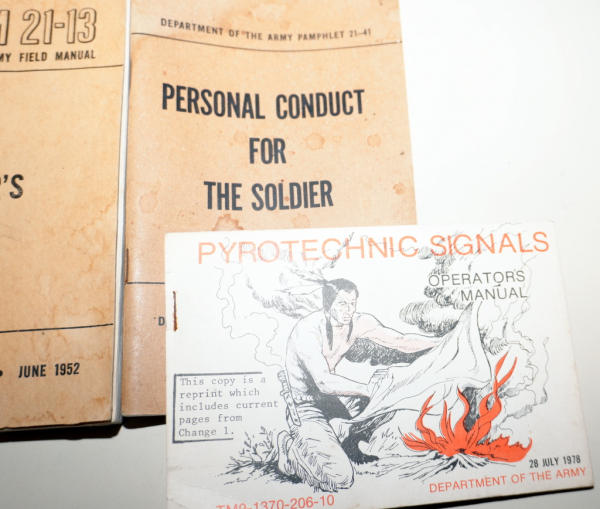 21-13
MY FIELD MANUAL
'S
JUNE 1952
DEPARTMENT OF THE ARMY PAMPHLET 21-41
PERSONAL CONDUCT
FOR
THE SOLDIER
D
PYROTECHNIC SIGNALS
OPERATORS
MANUAL
This copy is a
reprint which
includes current
pages from
Change 1.
28 JULY 1978
DEPARTMENT OF THE ARMY
TM9-1370-206-10